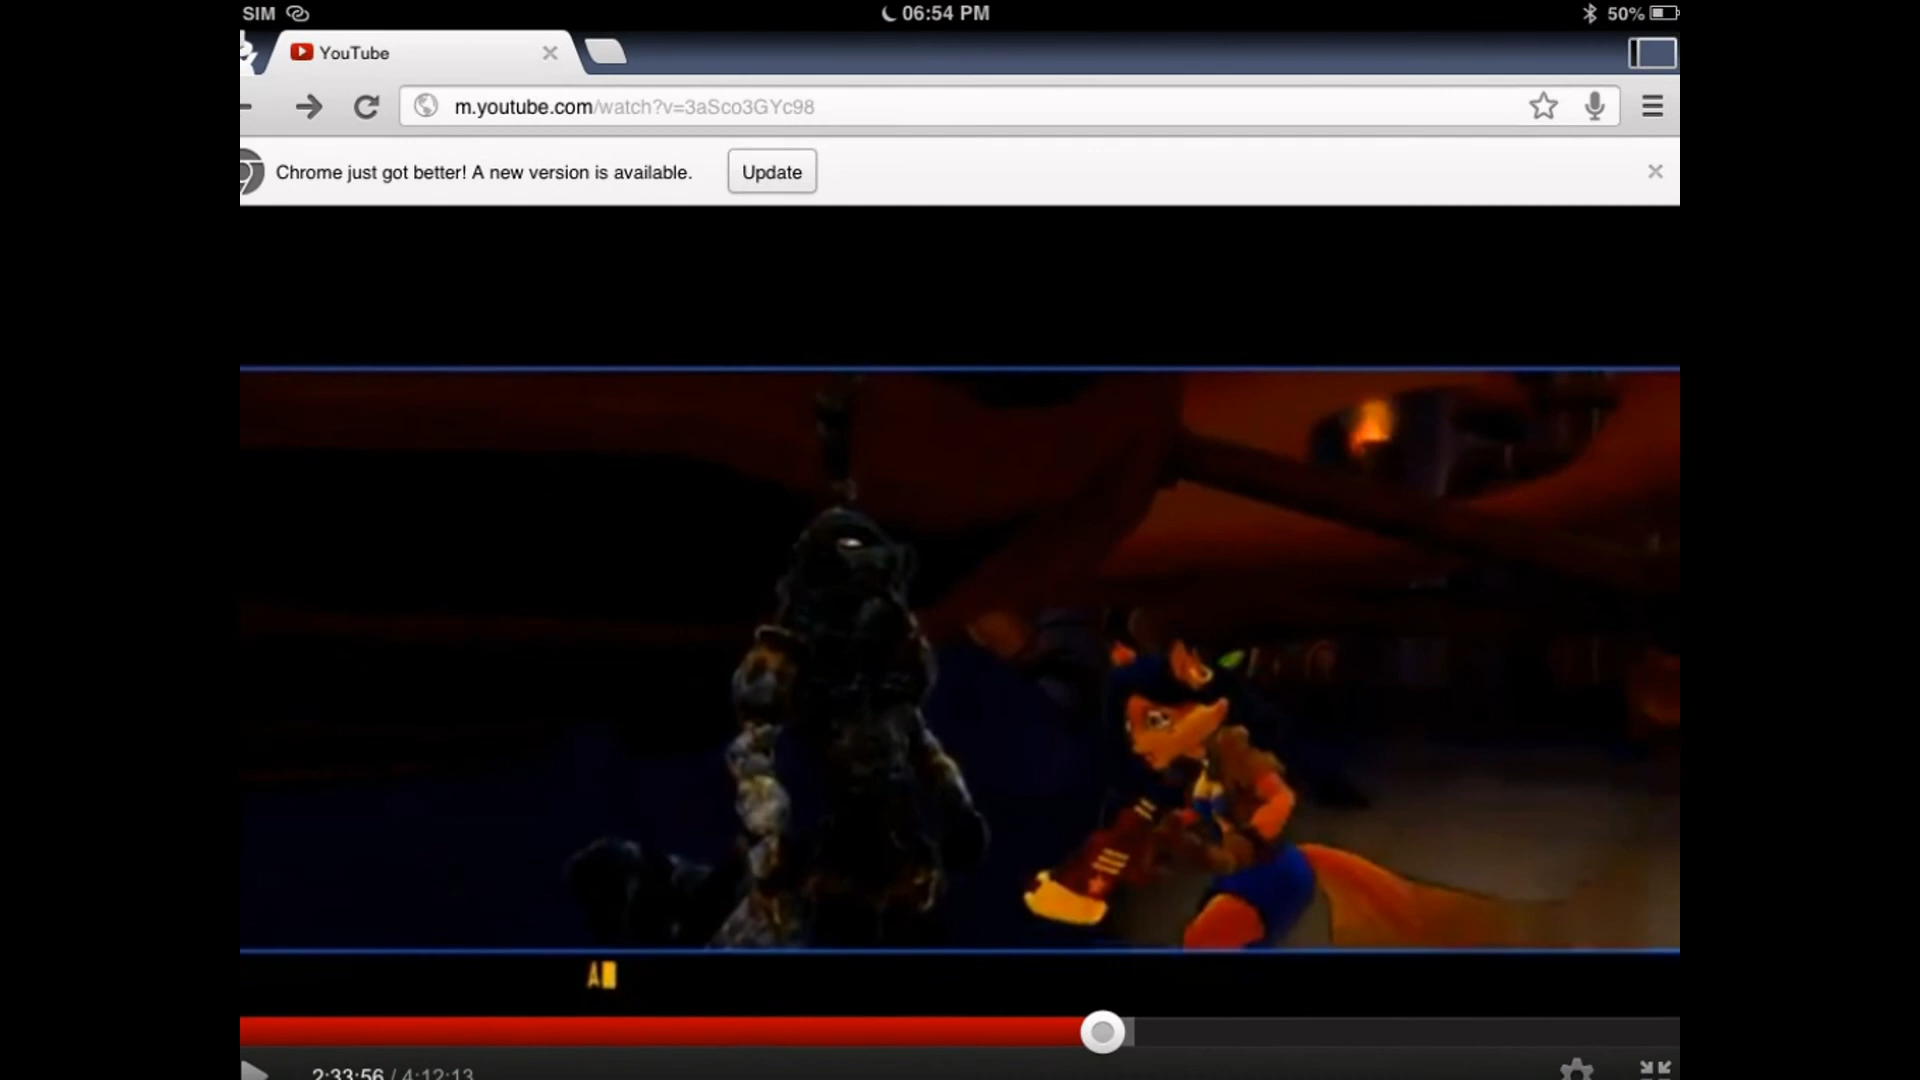 SIM 06:54 PM 50%
YouTube
m.youtube.com/watch?v=3aSco3GYc98
Chrome just got better! A new version is available. Update
A
2:33:56 / 4:12:13